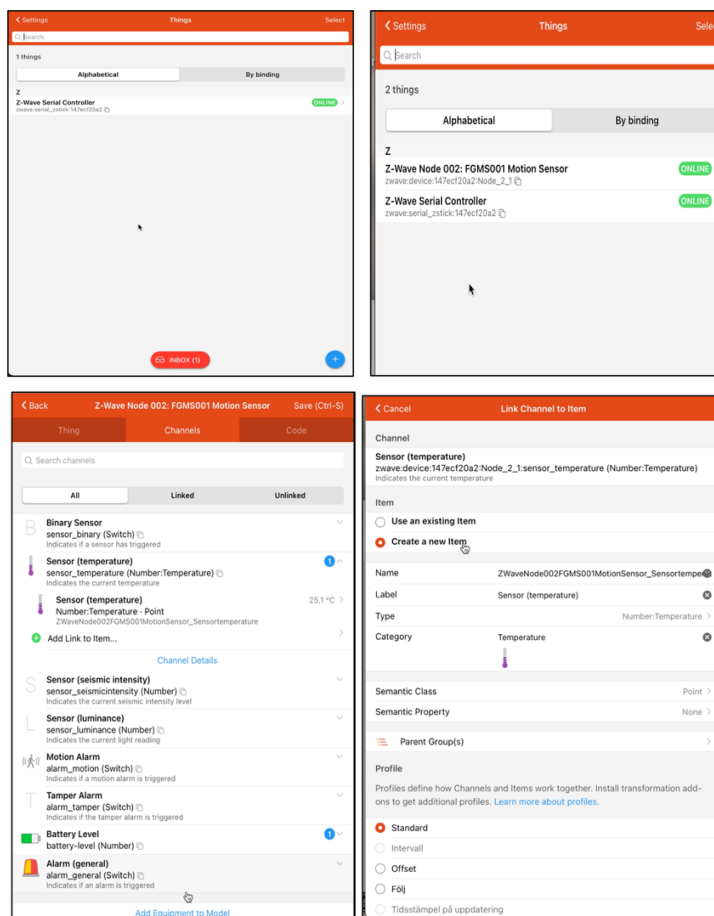 Settings Things Select
Search
1 things
Alphabetical By binding
Z
Z-Wave Serial Controller ONLINE
zwave:serial_zstick:147ecf20a2
INBOX (1)
Settings Things Sele
Search
2 things
Alphabetical By binding
Z
Z-Wave Node 002: FGMS001 Motion Sensor ONLINE
zwave:device:147ecf20a2:Node_2_1
Z-Wave Serial Controller ONLINE
zwave:serial_zstick:147ecf20a2
Back Z-Wave Node 002: FGMS001 Motion Sensor Save (Ctrl-S)
Thing Channels Code
Search channels
All Linked Unlinked
B Binary Sensor
sensor_binary (Switch)
Indicates if a sensor has triggered
Sensor (temperature) 1
sensor_temperature (Number:Temperature)
Indicates the current temperature
Sensor (temperature) 25.1 °C
Number:Temperature · Point
ZWaveNode002FGMS001MotionSensor_Sensortemperature
Add Link to Item...
Channel Details
S Sensor (seismic intensity)
sensor_seismicintensity (Number)
Indicates the current seismic intensity level
L Sensor (luminance)
sensor_luminance (Number)
Indicates the current light reading
Motion Alarm
alarm_motion (Switch)
Indicates if a motion alarm is triggered
T Tamper Alarm
alarm_tamper (Switch)
Indicates if the tamper alarm is triggered
Battery Level 1
battery-level (Number)
Alarm (general)
alarm_general (Switch)
Indicates if an alarm is triggered
Add Equipment to Model
Cancel Link Channel to Item
Channel
Sensor (temperature)
zwave:device:147ecf20a2:Node_2_1:sensor_temperature (Number:Temperature)
Indicates the current temperature
Item
Use an existing Item
Create a new Item
Name ZWaveNode002FGMS001MotionSensor_Sensortempe
Label Sensor (temperature)
Type Number:Temperature
Category Temperature
Semantic Class Point
Semantic Property None
Parent Group(s)
Profile
Profiles define how Channels and Items work together. Install transformation add-
ons to get additional profiles. Learn more about profiles.
Standard
Intervall
Offset
Följ
Tidsstämpel på uppdatering